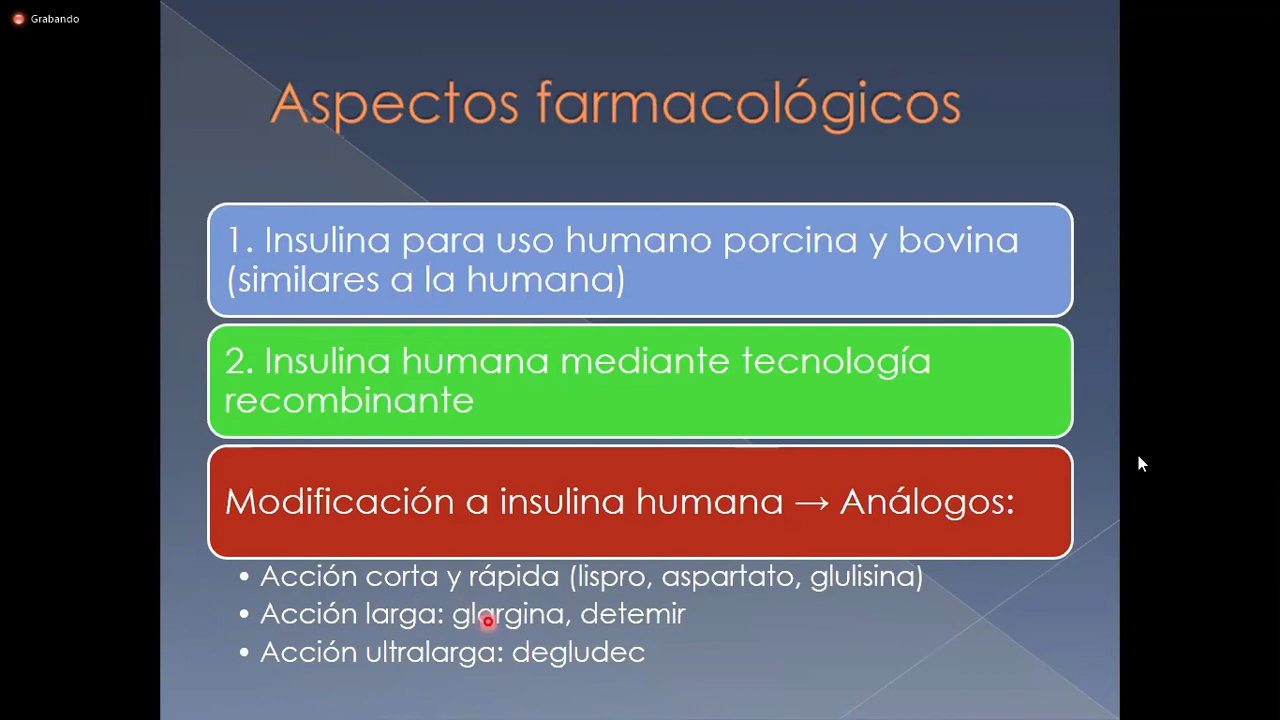 Grabando
Aspectos farmacológicos
1. Insulina para uso humano porcina y bovina
(similares a la humana)
2. Insulina humana mediante tecnología
recombinante
Modificación a insulina humana → Análogos:
• Acción corta y rápida (lispro, aspartato, glulisina)
• Acción larga: glargina, detemir
• Acción ultralarga: degludec